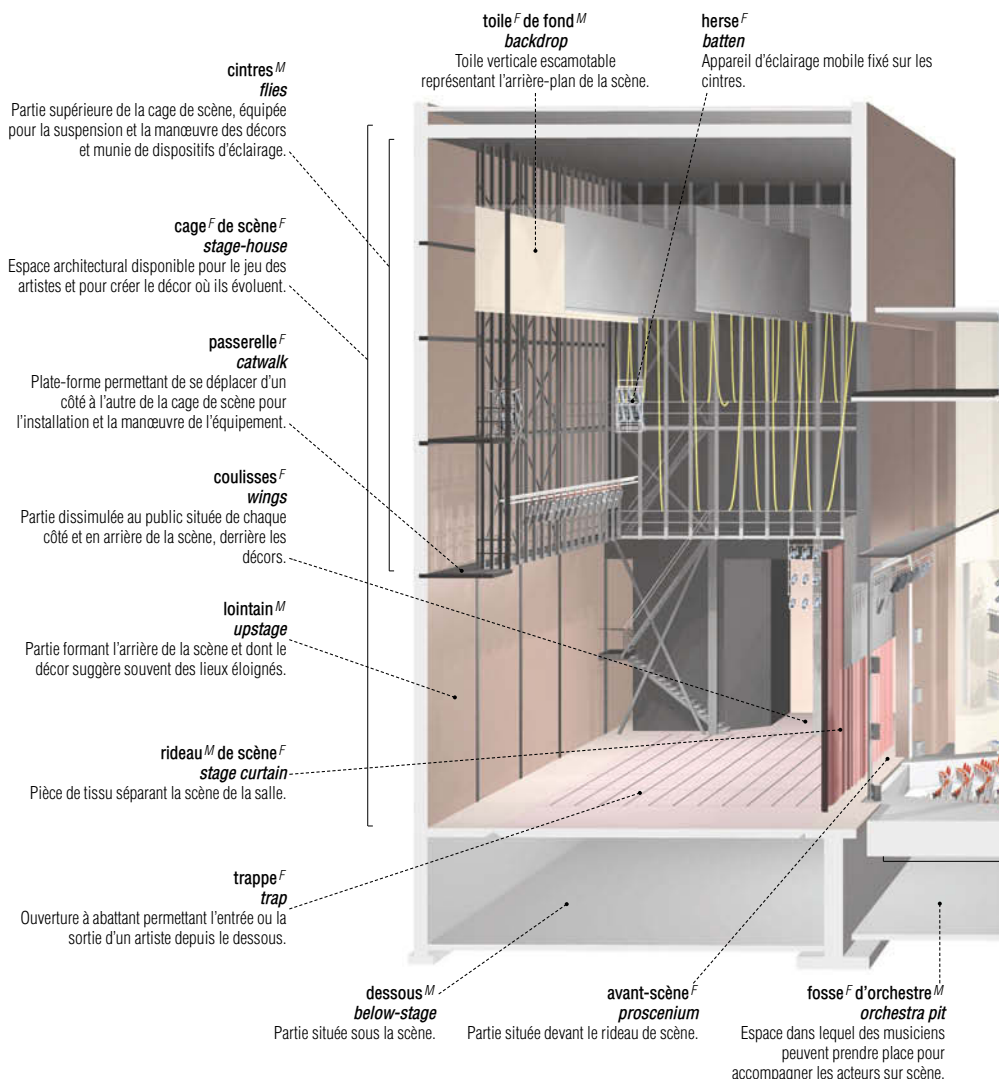 toile F de fond M
backdrop
Toile verticale escamotable
représentant l'arrière-plan de la scène.
herse F
batten
Appareil d'éclairage mobile fixé sur les
cintres.
cintres M
flies
Partie supérieure de la cage de scène, équipée
pour la suspension et la manœuvre des décors
et munie de dispositifs d'éclairage.
cage F de scène F
stage-house
Espace architectural disponible pour le jeu des
artistes et pour créer le décor où ils évoluent.
passerelle F
catwalk
Plate-forme permettant de se déplacer d'un
côté à l'autre de la cage de scène pour
l'installation et la manœuvre de l'équipement.
coulisses F
wings
Partie dissimulée au public située de chaque
côté et en arrière de la scène, derrière les
décors.
lointain M
upstage
Partie formant l'arrière de la scène et dont le
décor suggère souvent des lieux éloignés.
rideau M de scène F
stage curtain
Pièce de tissu séparant la scène de la salle.
trappe F
trap
Ouverture à abattant permettant l'entrée ou la
sortie d'un artiste depuis le dessous.
dessous M
below-stage
Partie située sous la scène.
avant-scène F
proscenium
Partie située devant le rideau de scène.
fosse F d'orchestre M
orchestra pit
Espace dans lequel des musiciens
peuvent prendre place pour
accompagner les acteurs sur scène.